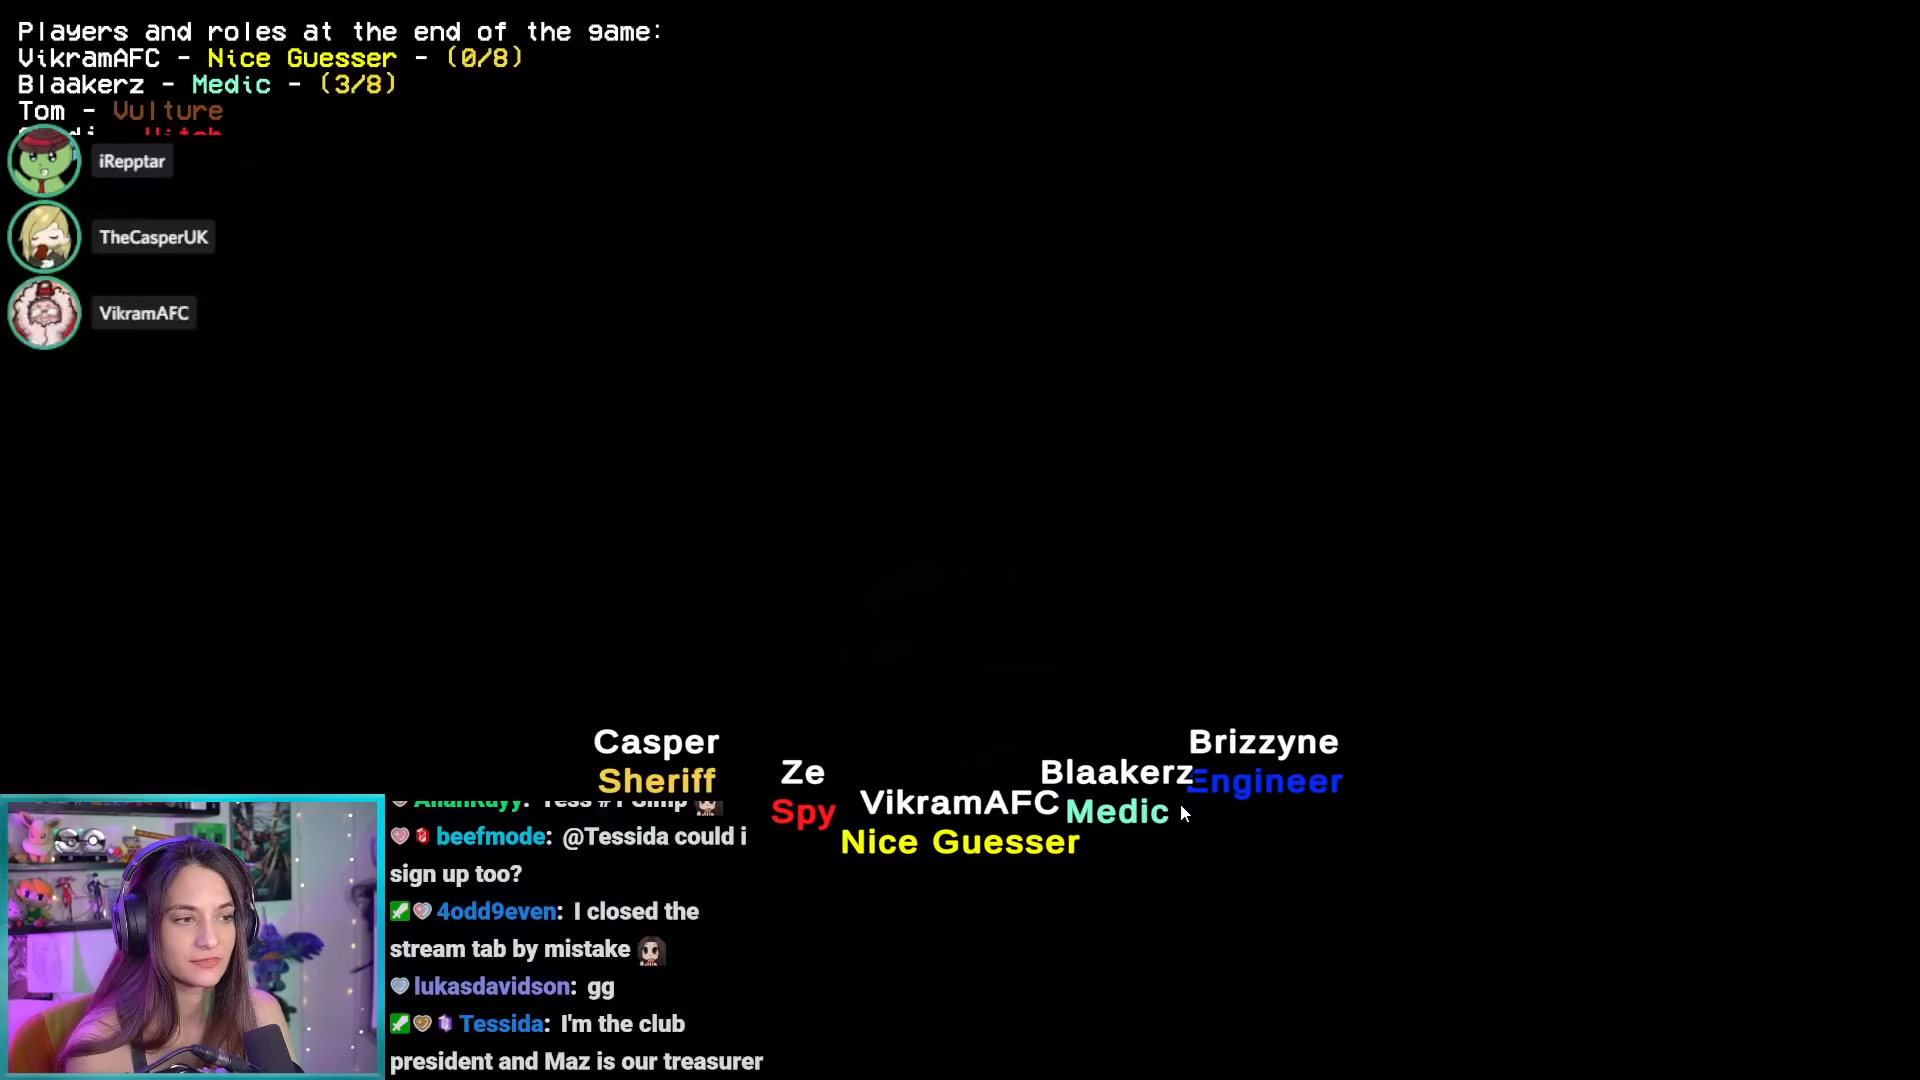 Players and roles at the end of the game:
VikramAFC - Nice Guesser - (0/8)
Blaakerz - Medic - (3/8)
Tom - Vulture
iRepptar
TheCasperUK
VikramAFC
Casper
Sheriff
Ze
Spy
VikramAFC
Nice Guesser
Blaakerz
Medic
Brizzyne
Engineer
beefmode: @Tessida could i
sign up too?
4odd9even: I closed the
stream tab by mistake
lukasdavidson: gg
Tessida: I'm the club
president and Maz is our treasurer